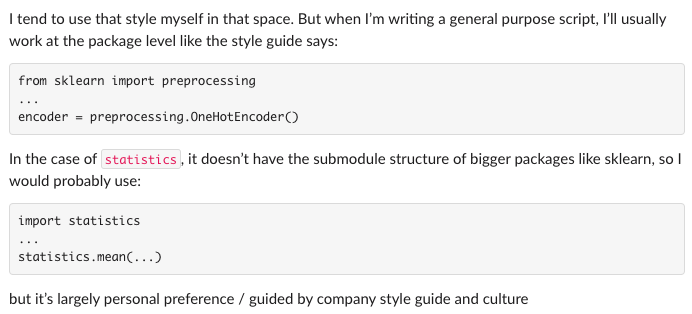 I tend to use that style myself in that space. But when I’m writing a general purpose script, I’ll usually
work at the package level like the style guide says:
from sklearn import preprocessing
...
encoder = preprocessing.OneHotEncoder()
In the case of statistics, it doesn’t have the submodule structure of bigger packages like sklearn, so I
would probably use:
import statistics
...
statistics.mean(...)
but it’s largely personal preference / guided by company style guide and culture